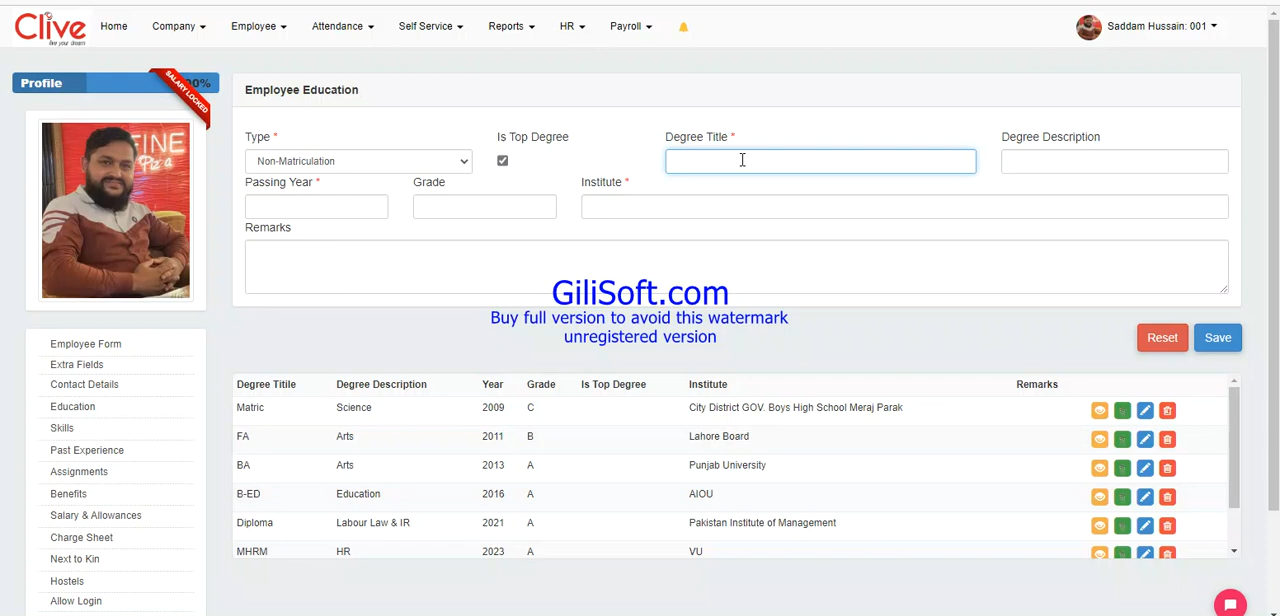 Clive
live your dream
Home Company Employee Attendance Self Service Reports HR Payroll Saddam Hussain: 001
Profile
SALARY LOCKED
Employee Education
Type * Is Top Degree Degree Title * Degree Description
Non-Matriculation
Passing Year * Grade Institute *
Remarks
GiliSoft.com
Buy full version to avoid this watermark
unregistered version
Reset Save
Employee Form
Extra Fields
Contact Details
Education
Skills
Past Experience
Assignments
Benefits
Salary & Allowances
Charge Sheet
Next to Kin
Hostels
Allow Login
Degree Titile Degree Description Year Grade Is Top Degree Institute Remarks
Matric Science 2009 C City District GOV. Boys High School Meraj Parak
FA Arts 2011 B Lahore Board
BA Arts 2013 A Punjab University
B-ED Education 2016 A AIOU
Diploma Labour Law & IR 2021 A Pakistan Institute of Management
MHRM HR 2023 A VU